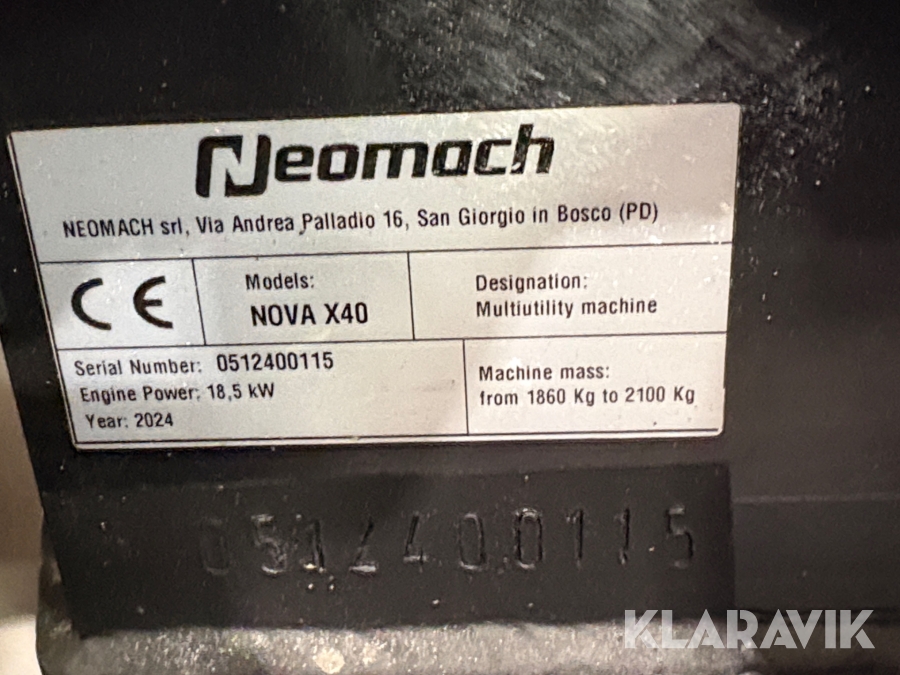 Neomach
NEOMACH srl, Via Andrea Palladio 16, San Giorgio in Bosco (PD)
CE
Models:
NOVA X40
Designation:
Multiutility machine
Serial Number: 0512400115
Engine Power: 18,5 kW
Year: 2024
Machine mass:
from 1860 Kg to 2100 Kg
0512400115
KLARAVIK